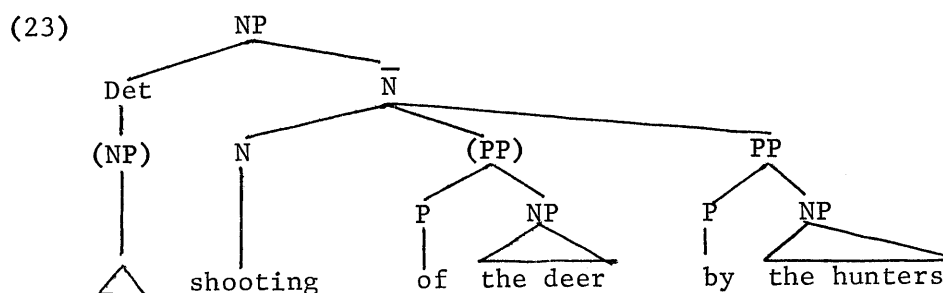 (23) NP
Det N̄
(NP) N (PP) PP
P NP P NP
shooting of the deer by the hunters